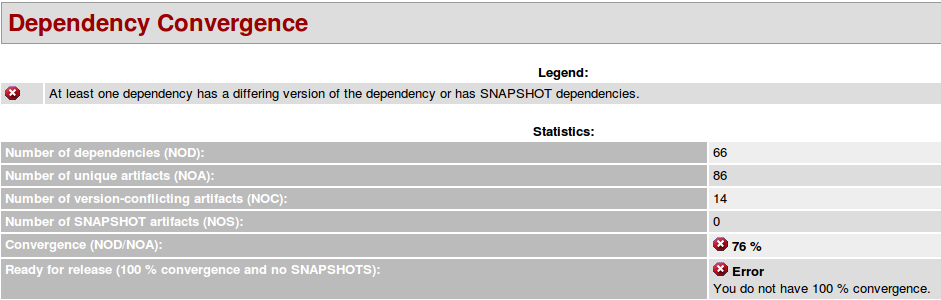 Dependency Convergence
Legend:
At least one dependency has a differing version of the dependency or has SNAPSHOT dependencies.
Statistics:
Number of dependencies (NOD): 66
Number of unique artifacts (NOA): 86
Number of version-conflicting artifacts (NOC): 14
Number of SNAPSHOT artifacts (NOS): 0
Convergence (NOD/NOA): 76 %
Ready for release (100 % convergence and no SNAPSHOTS): Error
You do not have 100 % convergence.